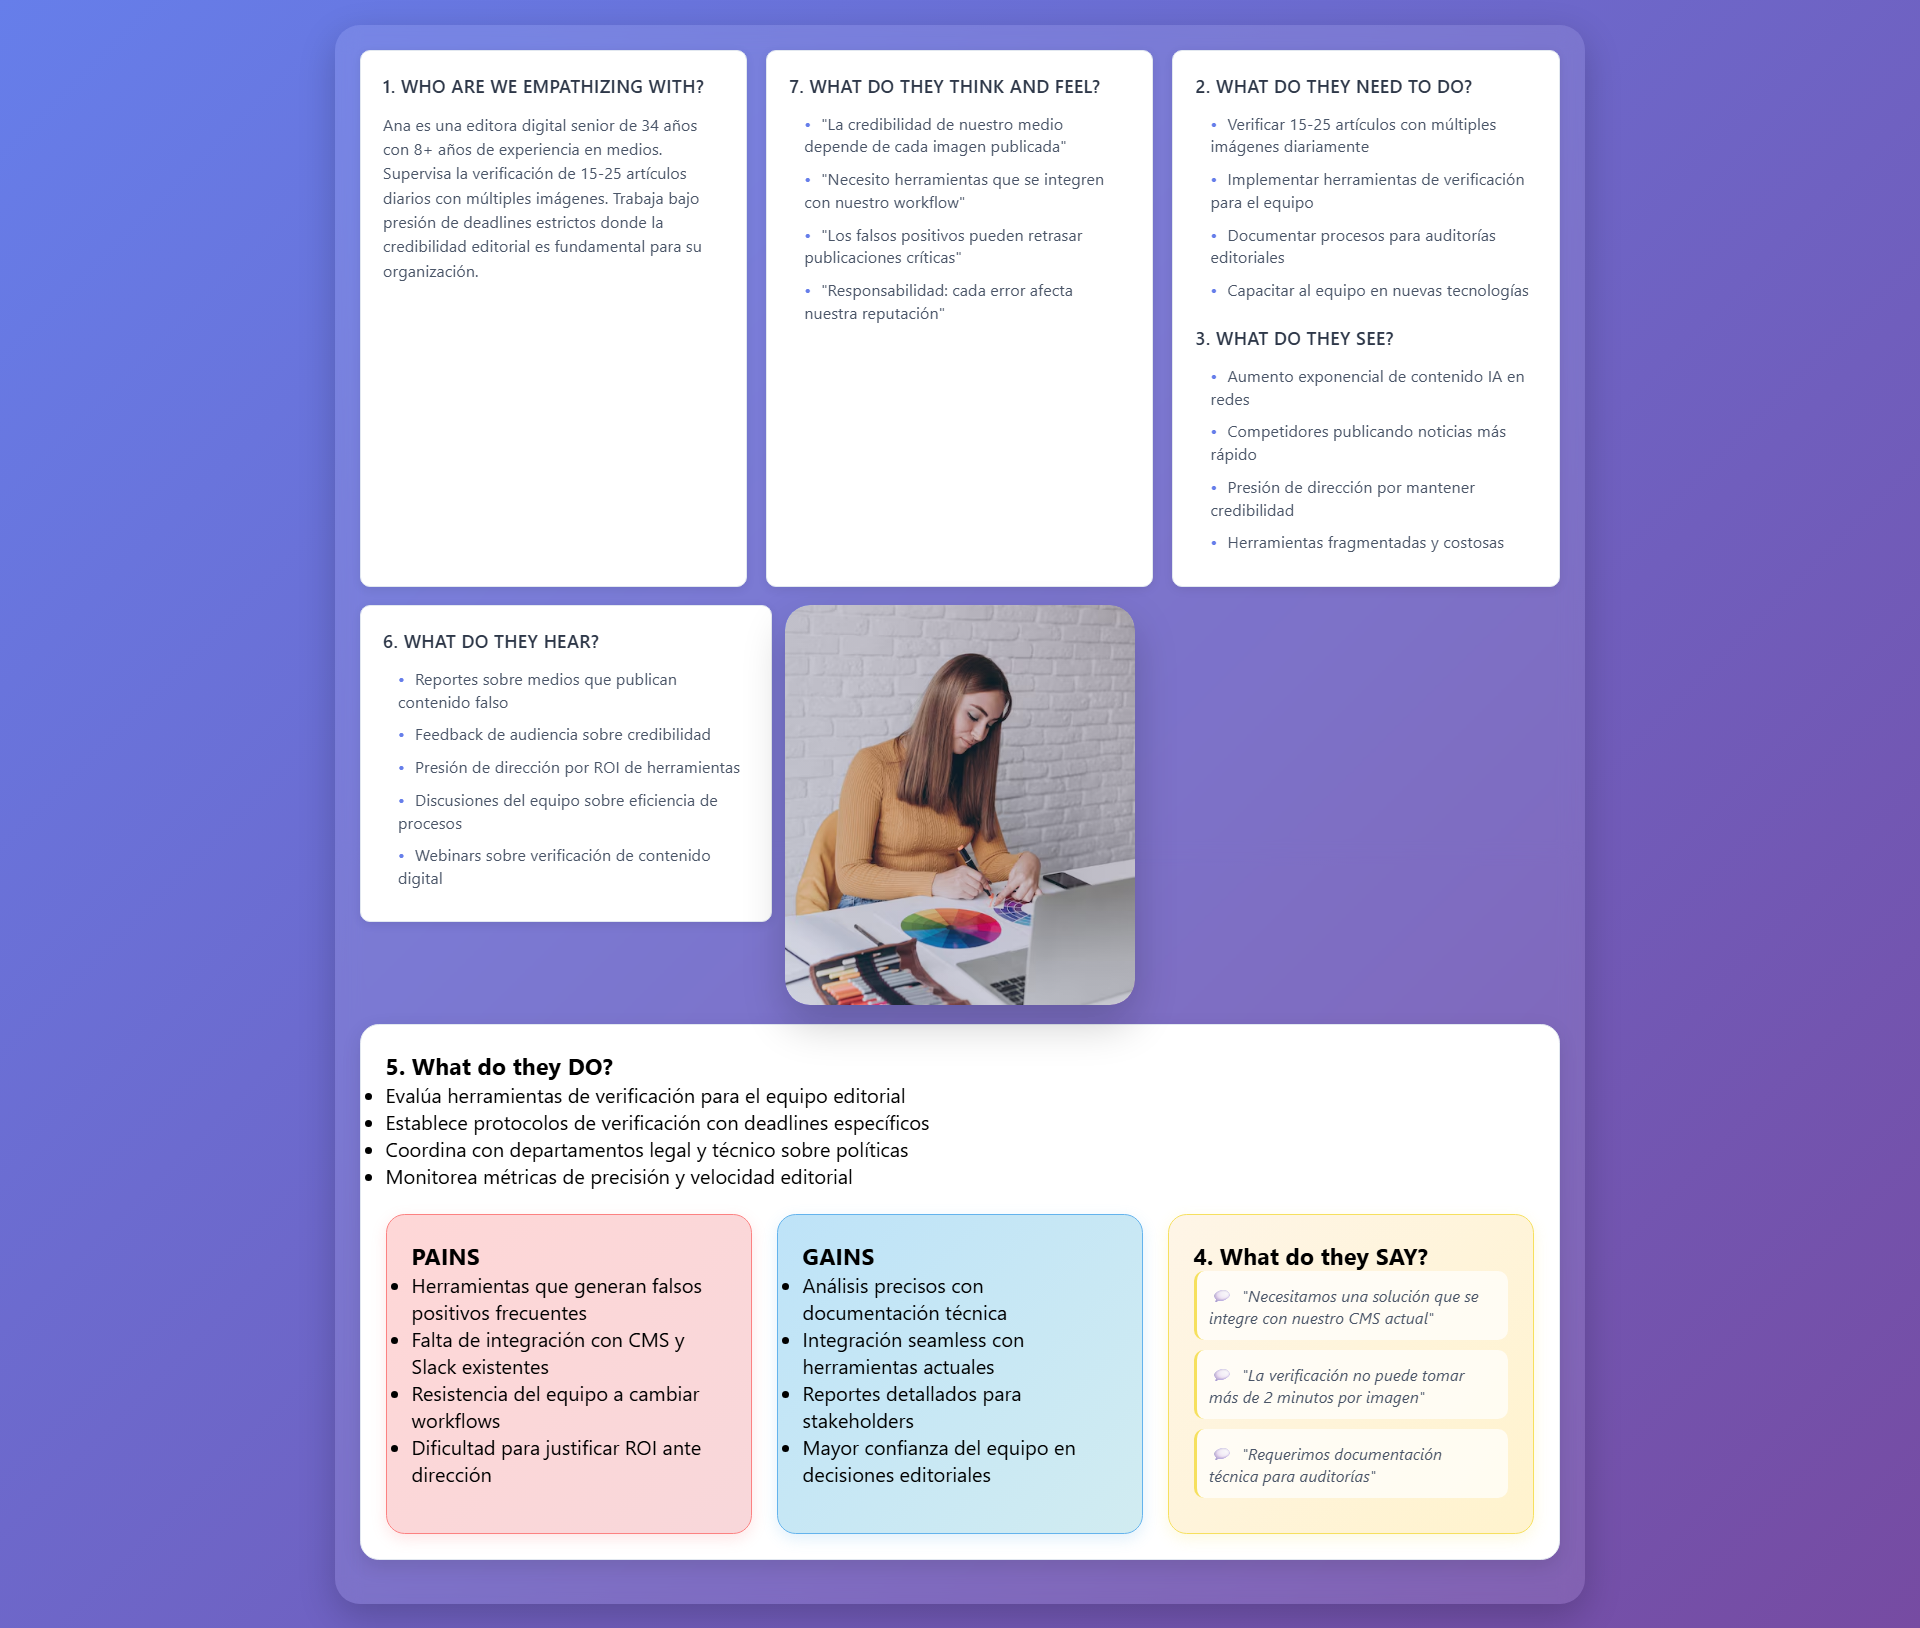 1. WHO ARE WE EMPATHIZING WITH?
Ana es una editora digital senior de 34 años
con 8+ años de experiencia en medios.
Supervisa la verificación de 15-25 artículos
diarios con múltiples imágenes. Trabaja bajo
presión de deadlines estrictos donde la
credibilidad editorial es fundamental para su
organización.
7. WHAT DO THEY THINK AND FEEL?
• "La credibilidad de nuestro medio
depende de cada imagen publicada"
• "Necesito herramientas que se integren
con nuestro workflow"
• "Los falsos positivos pueden retrasar
publicaciones críticas"
• "Responsabilidad: cada error afecta
nuestra reputación"
2. WHAT DO THEY NEED TO DO?
• Verificar 15-25 artículos con múltiples
imágenes diariamente
• Implementar herramientas de verificación
para el equipo
• Documentar procesos para auditorías
editoriales
• Capacitar al equipo en nuevas tecnologías
3. WHAT DO THEY SEE?
• Aumento exponencial de contenido IA en
redes
• Competidores publicando noticias más
rápido
• Presión de dirección por mantener
credibilidad
• Herramientas fragmentadas y costosas
6. WHAT DO THEY HEAR?
• Reportes sobre medios que publican
contenido falso
• Feedback de audiencia sobre credibilidad
• Presión de dirección por ROI de herramientas
• Discusiones del equipo sobre eficiencia de
procesos
• Webinars sobre verificación de contenido
digital
5. What do they DO?
• Evalúa herramientas de verificación para el equipo editorial
• Establece protocolos de verificación con deadlines específicos
• Coordina con departamentos legal y técnico sobre políticas
• Monitorea métricas de precisión y velocidad editorial
PAINS
• Herramientas que generan falsos
positivos frecuentes
• Falta de integración con CMS y
Slack existentes
• Resistencia del equipo a cambiar
workflows
• Dificultad para justificar ROI ante
dirección
GAINS
• Análisis precisos con
documentación técnica
• Integración seamless con
herramientas actuales
• Reportes detallados para
stakeholders
• Mayor confianza del equipo en
decisiones editoriales
4. What do they SAY?
"Necesitamos una solución que se
integre con nuestro CMS actual"
"La verificación no puede tomar
más de 2 minutos por imagen"
"Requerimos documentación
técnica para auditorías"